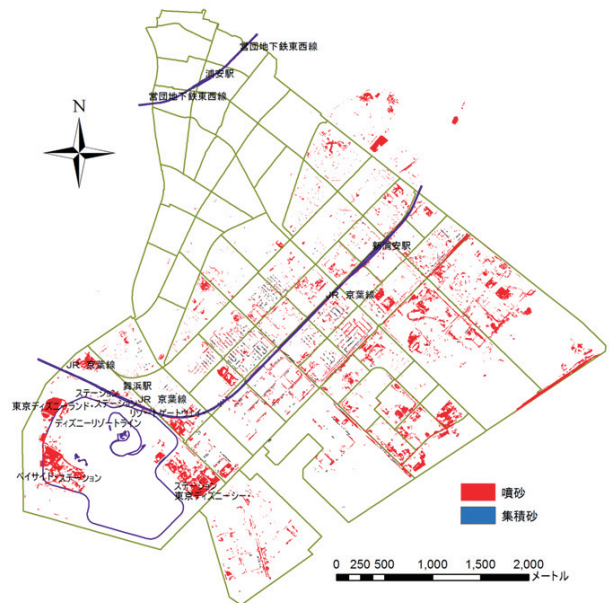 営団地下鉄東西線
浦安駅
営団地下鉄東西線
N
新浦安駅
JR 京葉線
JR 京葉線
舞浜駅
ステーション
JR 京葉線
東京ディズニーランド・ステーション
リゾートゲートウェイ
ディズニーリゾートライン
ベイサイド・ステーション
ステーション
東京ディズニーシー・
噴砂
集積砂
0 250 500 1,000 1,500 2,000
メートル